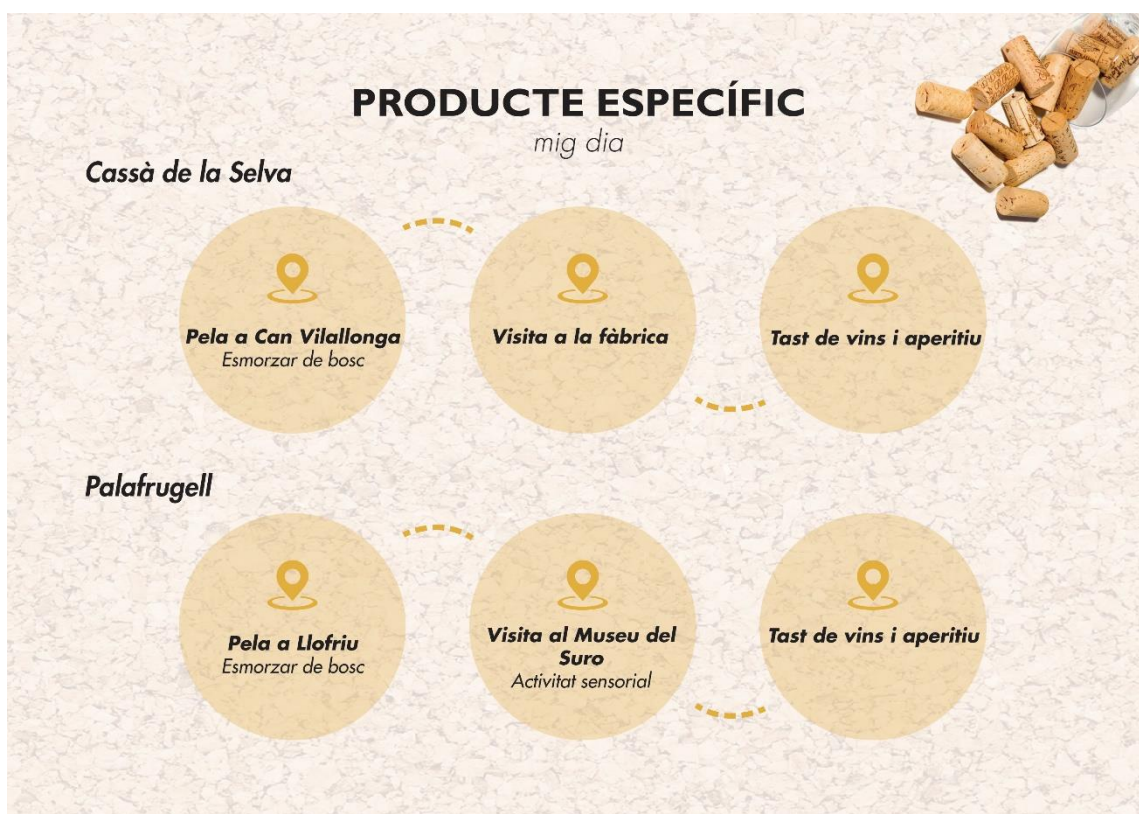 PRODUCTE ESPECÍFIC
mig dia
Cassà de la Selva
Pela a Can Vilallonga
Esmorzar de bosc
Visita a la fàbrica
Tast de vins i aperitiu
Palafrugell
Pela a Llofriu
Esmorzar de bosc
Visita al Museu del
Suro
Activitat sensorial
Tast de vins i aperitiu